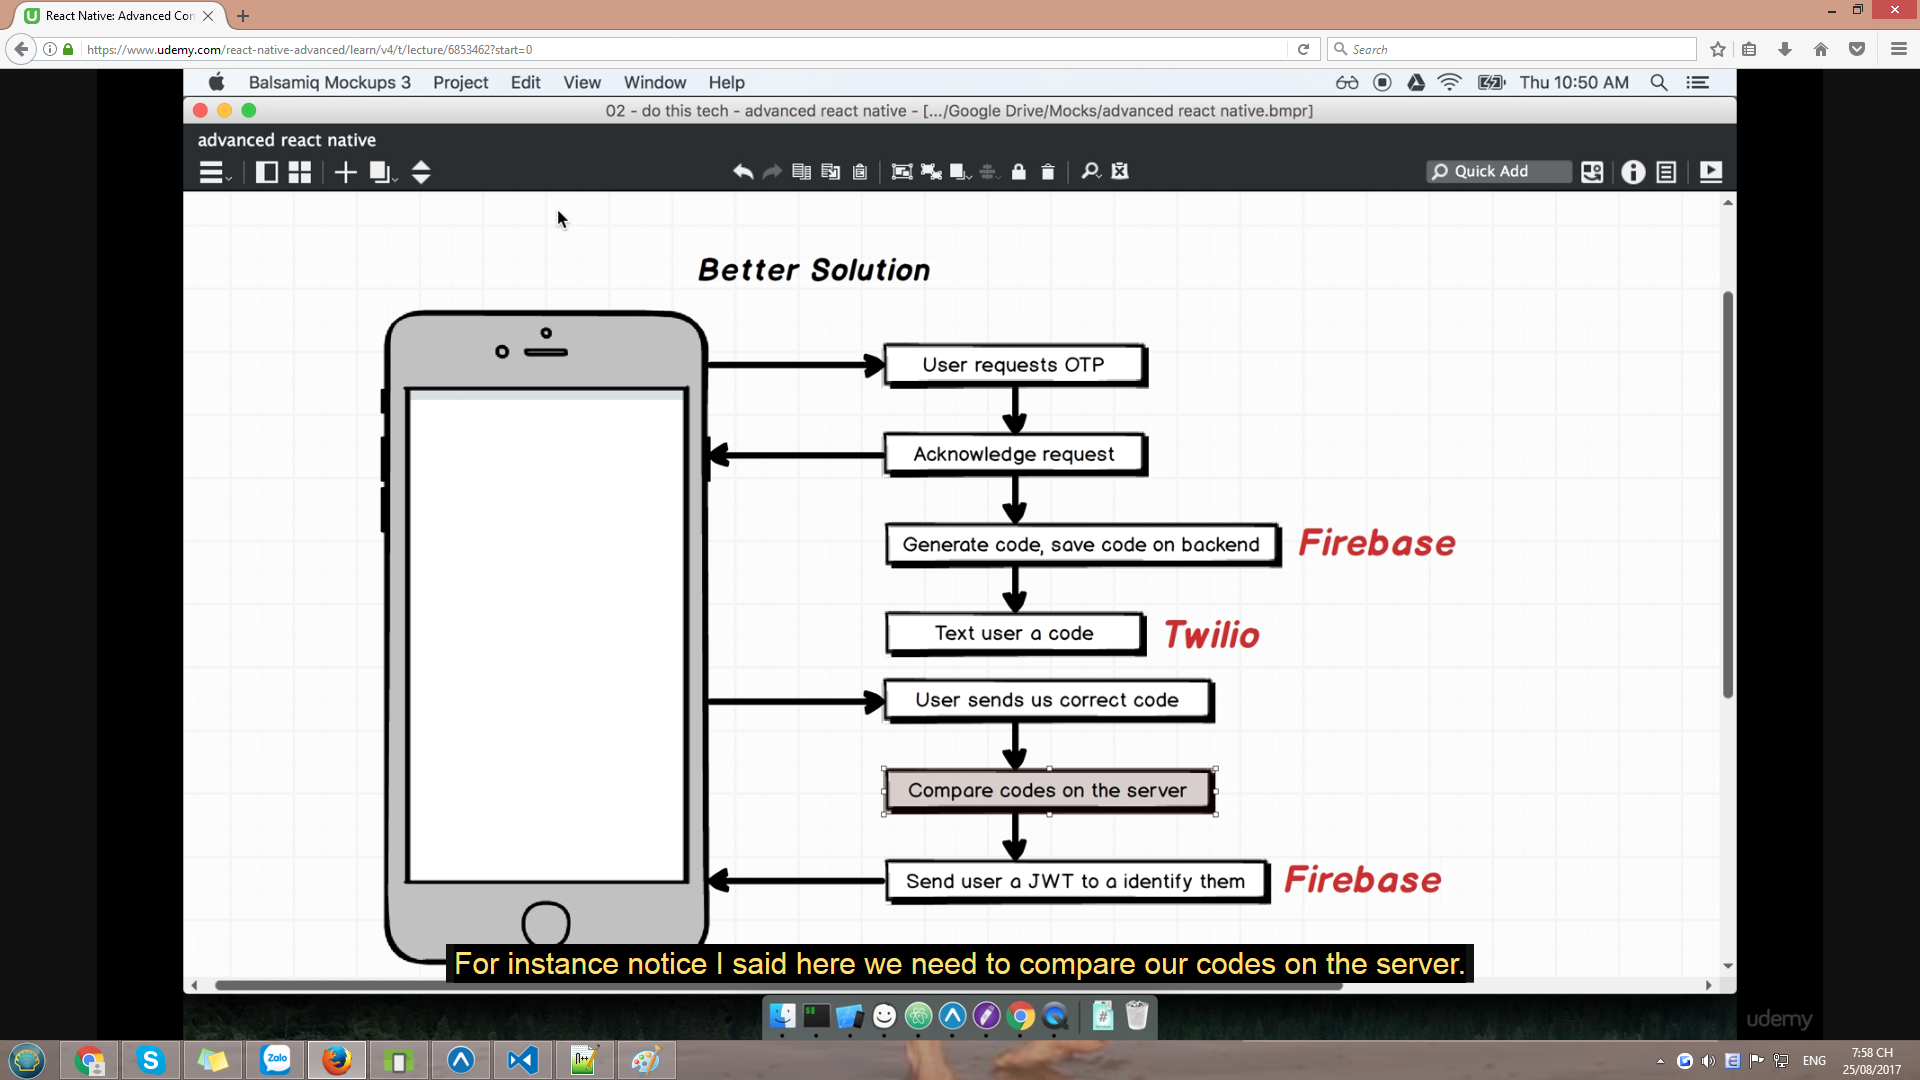 React Native: Advanced Con
https://www.udemy.com/react-native-advanced/learn/v4/t/lecture/6853462?start=0
Search
Balsamiq Mockups 3 Project Edit View Window Help
Thu 10:50 AM
02 - do this tech - advanced react native - [.../Google Drive/Mocks/advanced react native.bmpr]
advanced react native
Quick Add
Better Solution
User requests OTP
Acknowledge request
Generate code, save code on backend
Firebase
Text user a code
Twilio
User sends us correct code
Compare codes on the server
Send user a JWT to a identify them
Firebase
For instance notice I said here we need to compare our codes on the server.
udemy
Zalo
ENG
7:58 CH
25/08/2017